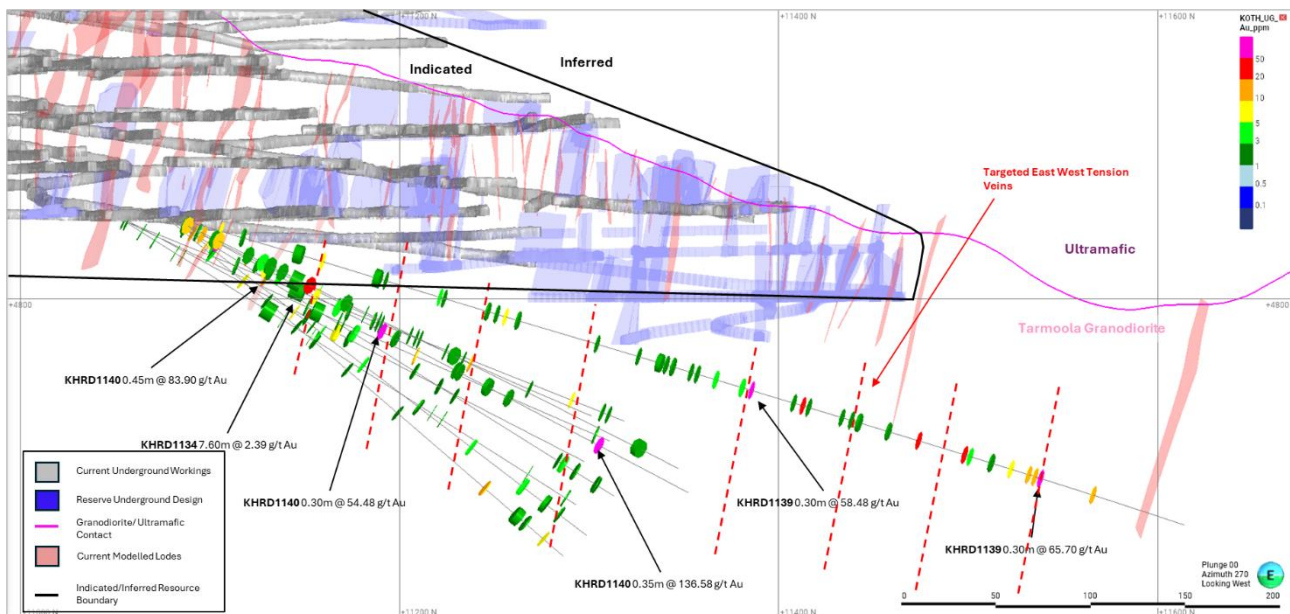 +11200 N
+11400 N
+11600 N
KOTH_UG_
Au_ppm
50
20
10
5
3
1
0.5
0.1
Indicated
Inferred
Targeted East West Tension
Veins
Ultramafic
+4800
+4800
Tarmoola Granodiorite
KHRD1140 0.45m @ 83.90 g/t Au
KHRD1134 7.60m @ 2.39 g/t Au
KHRD1140 0.30m @ 54.48 g/t Au
KHRD1139 0.30m @ 58.48 g/t Au
KHRD1139 0.30m @ 65.70 g/t Au
KHRD1140 0.35m @ 136.58 g/t Au
Current Underground Workings
Reserve Underground Design
Granodiorite/ Ultramafic
Contact
Current Modelled Lodes
Indicated/Inferred Resource
Boundary
Plunge 00
Azimuth 270
Looking West
E
0 50 100 150 200
+11200 N
+11400 N
+11600 N